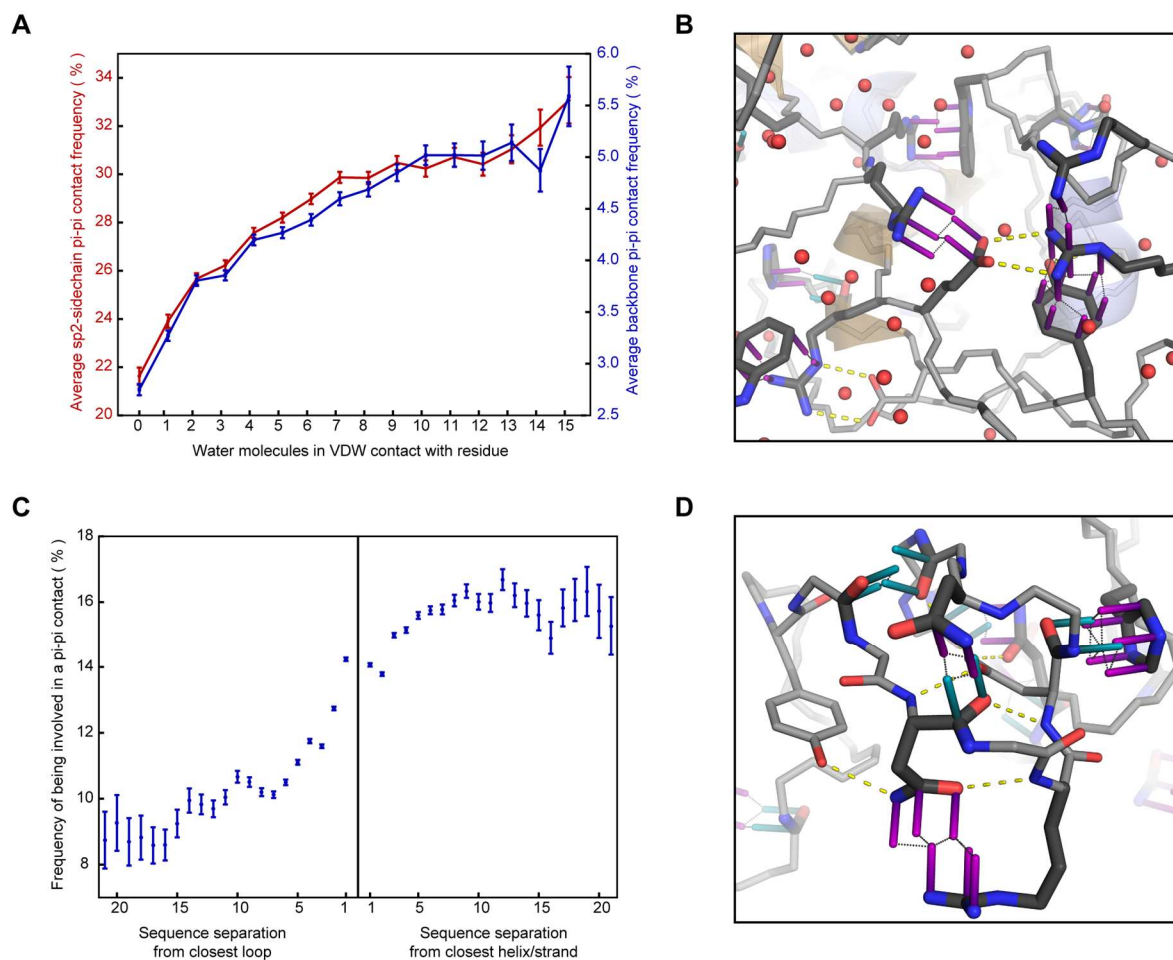 A
B
Average sp2-sidechain pi-pi contact frequency ( % )
34
32
30
28
26
24
22
20
6.0
5.5
5.0
4.5
4.0
3.5
3.0
2.5
Average backbone pi-pi contact frequency ( % )
0 1 2 3 4 5 6 7 8 9 10 11 12 13 14 15
Water molecules in VDW contact with residue
C
D
Frequency of being involved in a pi-pi contact ( % )
18
16
14
12
10
8
20 15 10 5 1 1 5 10 15 20
Sequence separation
from closest loop
Sequence separation
from closest helix/strand